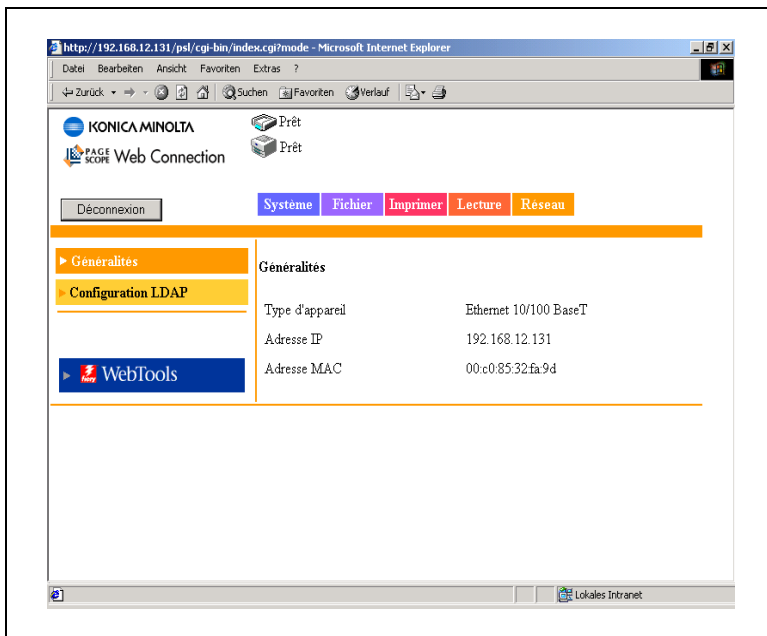 http://192.168.12.131/psl/cgi-bin/index.cgi?mode - Microsoft Internet Explorer
Datei Bearbeiten Ansicht Favoriten Extras ?
Zurück Suchen Favoriten Verlauf
KONICA MINOLTA
Prêt
PAGE SCOPE Web Connection
Prêt
Déconnexion
Système Fichier Imprimer Lecture Réseau
Généralités
Configuration LDAP
WebTools
Généralités
Type d'appareil Ethernet 10/100 BaseT
Adresse IP 192.168.12.131
Adresse MAC 00:c0:85:32:fa:9d
Lokales Intranet